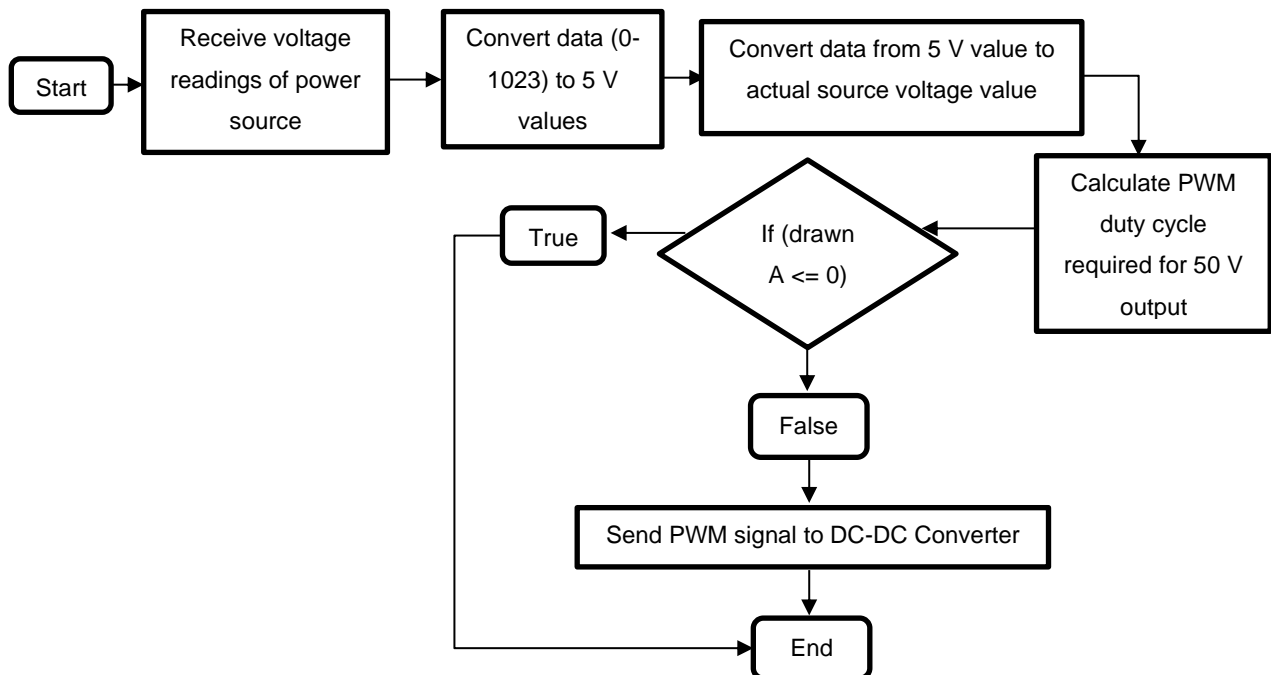 Start
Receive voltage
readings of power
source
Convert data (0-
1023) to 5 V
values
Convert data from 5 V value to
actual source voltage value
Calculate PWM
duty cycle
required for 50 V
output
If (drawn
A <= 0)
True
False
Send PWM signal to DC-DC Converter
End